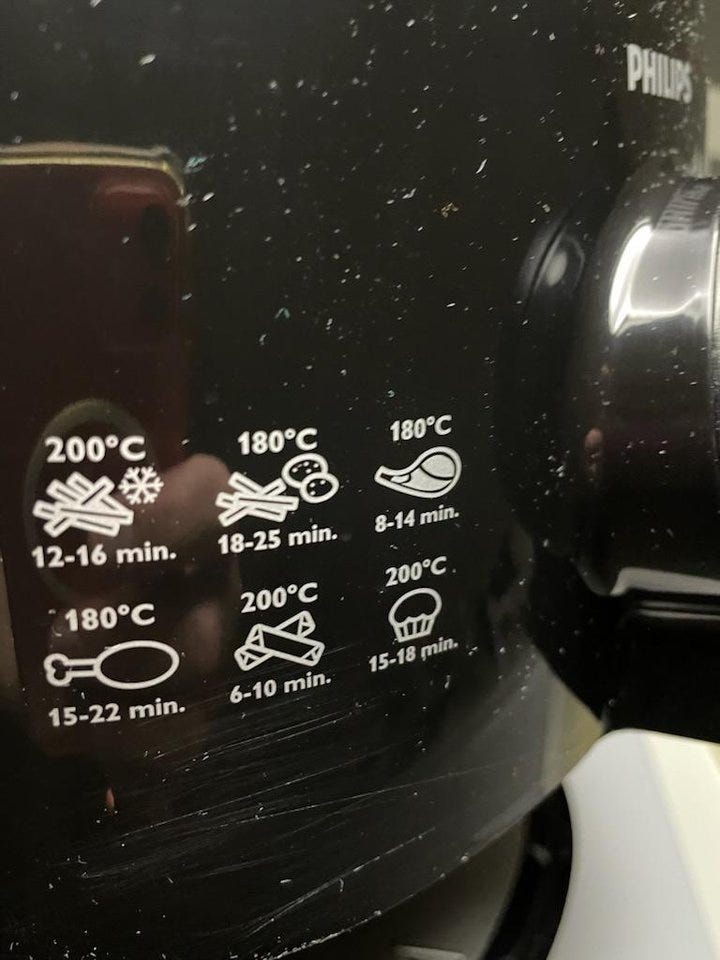 PHILIPS
200°C 180°C 180°C
12-16 min. 18-25 min. 8-14 min.
180°C 200°C 200°C
15-22 min. 6-10 min. 15-18 min.